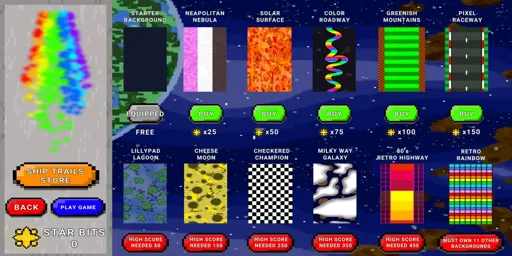 STARTER
BACKGROUND
NEAPOLITAN
NEBULA
SOLAR
SURFACE
COLOR
ROADWAY
GREENISH
MOUNTAINS
PIXEL
RACEWAY
EQUIPPED
BUY
BUY
BUY
BUY
BUY
FREE
x25
x50
x75
x100
x150
LILLYPAD
LAGOON
CHEESE
MOON
CHECKERED
CHAMPION
MILKY WAY
GALAXY
80's
RETRO HIGHWAY
RETRO
RAINBOW
HIGH SCORE
NEEDED 50
HIGH SCORE
NEEDED 150
HIGH SCORE
NEEDED 250
HIGH SCORE
NEEDED 350
HIGH SCORE
NEEDED 450
MUST OWN 11 OTHER
BACKGROUNDS
SHIP TRAILS
STORE
BACK
PLAY GAME
STAR BITS
0